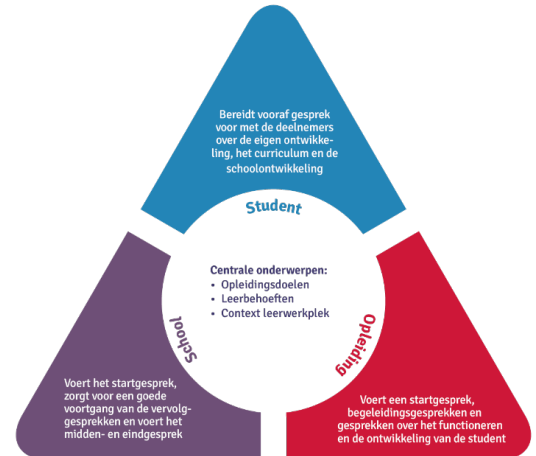 Bereidt vooraf gesprek
voor met de deelnemers
over de eigen ontwikke-
ling, het curriculum en de
schoolontwikkeling
Student
Centrale onderwerpen:
• Opleidingsdoelen
• Leerbehoeften
• Context leerwerkplek
School
Opleiding
Voert het startgesprek,
zorgt voor een goede
voortgang van de vervolg-
gesprekken en voert het
midden- en eindgesprek
Voert een startgesprek,
begeleidingsgesprekken en
gesprekken over het functioneren
en de ontwikkeling van de student